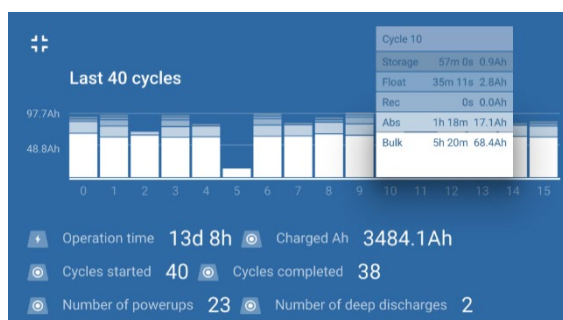 Cycle 10
Storage 57m 0s 0.9Ah
Float 35m 11s 2.8Ah
Rec 0s 0.0Ah
Abs 1h 18m 17.1Ah
Bulk 5h 20m 68.4Ah
Last 40 cycles
97.7Ah
48.8Ah
0 1 2 3 4 5 6 7 8 9 10 11 12 13 14 15
Operation time 13d 8h Charged Ah 3484.1Ah
Cycles started 40 Cycles completed 38
Number of powerups 23 Number of deep discharges 2